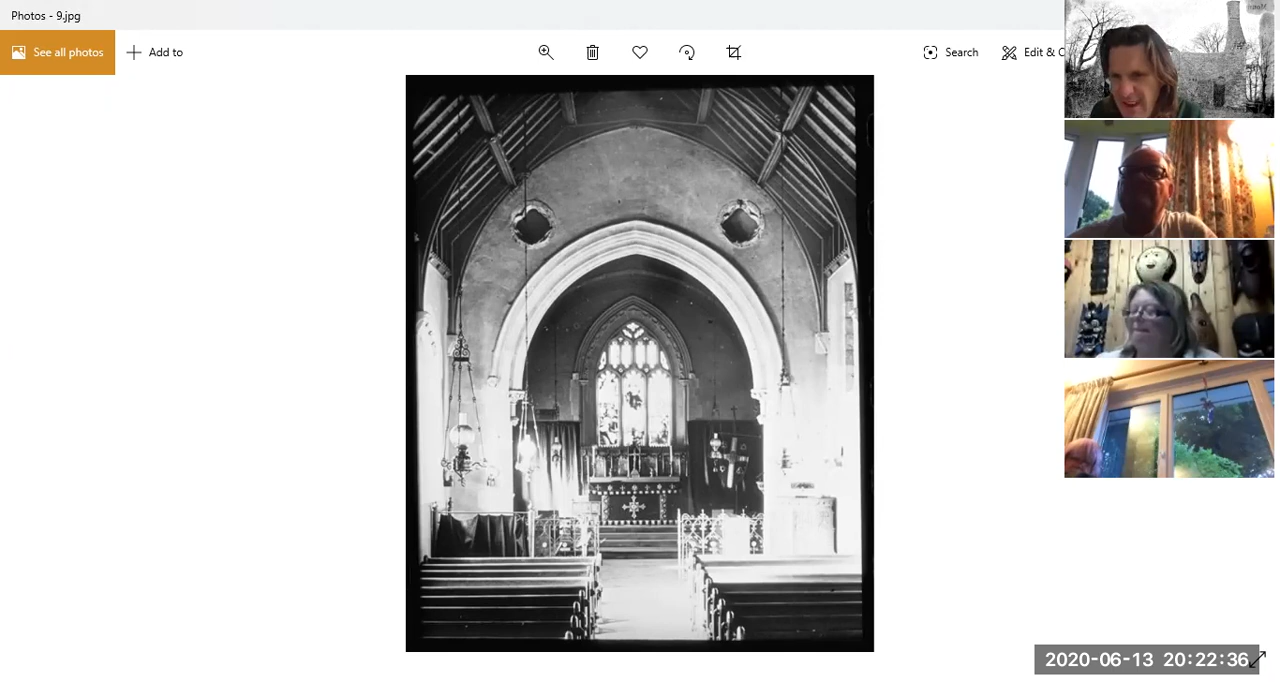 Photos - 9.jpg
See all photos
Add to
Search
Edit & C
2020-06-13 20:22:36